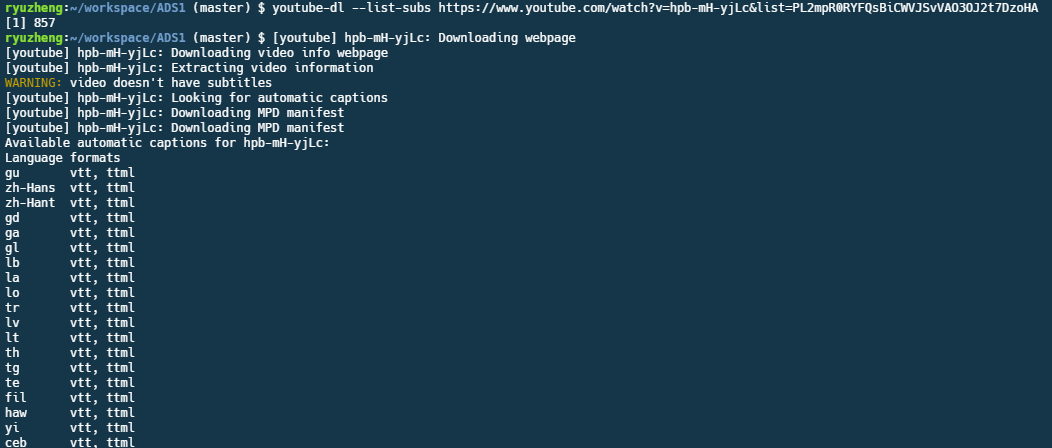 ryuzheng:~/workspace/ADS1 (master) $ youtube-dl --list-subs https://www.youtube.com/watch?v=hpb-mH-yjLc&list=PL2mpR0RYFQsBiCWVJSvVAO3OJ2t7DzoHA
[1] 857
ryuzheng:~/workspace/ADS1 (master) $ [youtube] hpb-mH-yjLc: Downloading webpage
[youtube] hpb-mH-yjLc: Downloading video info webpage
[youtube] hpb-mH-yjLc: Extracting video information
WARNING: video doesn't have subtitles
[youtube] hpb-mH-yjLc: Looking for automatic captions
[youtube] hpb-mH-yjLc: Downloading MPD manifest
[youtube] hpb-mH-yjLc: Downloading MPD manifest
Available automatic captions for hpb-mH-yjLc:
Language formats
gu       vtt, ttml
zh-Hans  vtt, ttml
zh-Hant  vtt, ttml
gd       vtt, ttml
ga       vtt, ttml
gl       vtt, ttml
lb       vtt, ttml
la       vtt, ttml
lo       vtt, ttml
tr       vtt, ttml
lv       vtt, ttml
lt       vtt, ttml
th       vtt, ttml
tg       vtt, ttml
te       vtt, ttml
fil      vtt, ttml
haw      vtt, ttml
yi       vtt, ttml
ceb      vtt, ttml